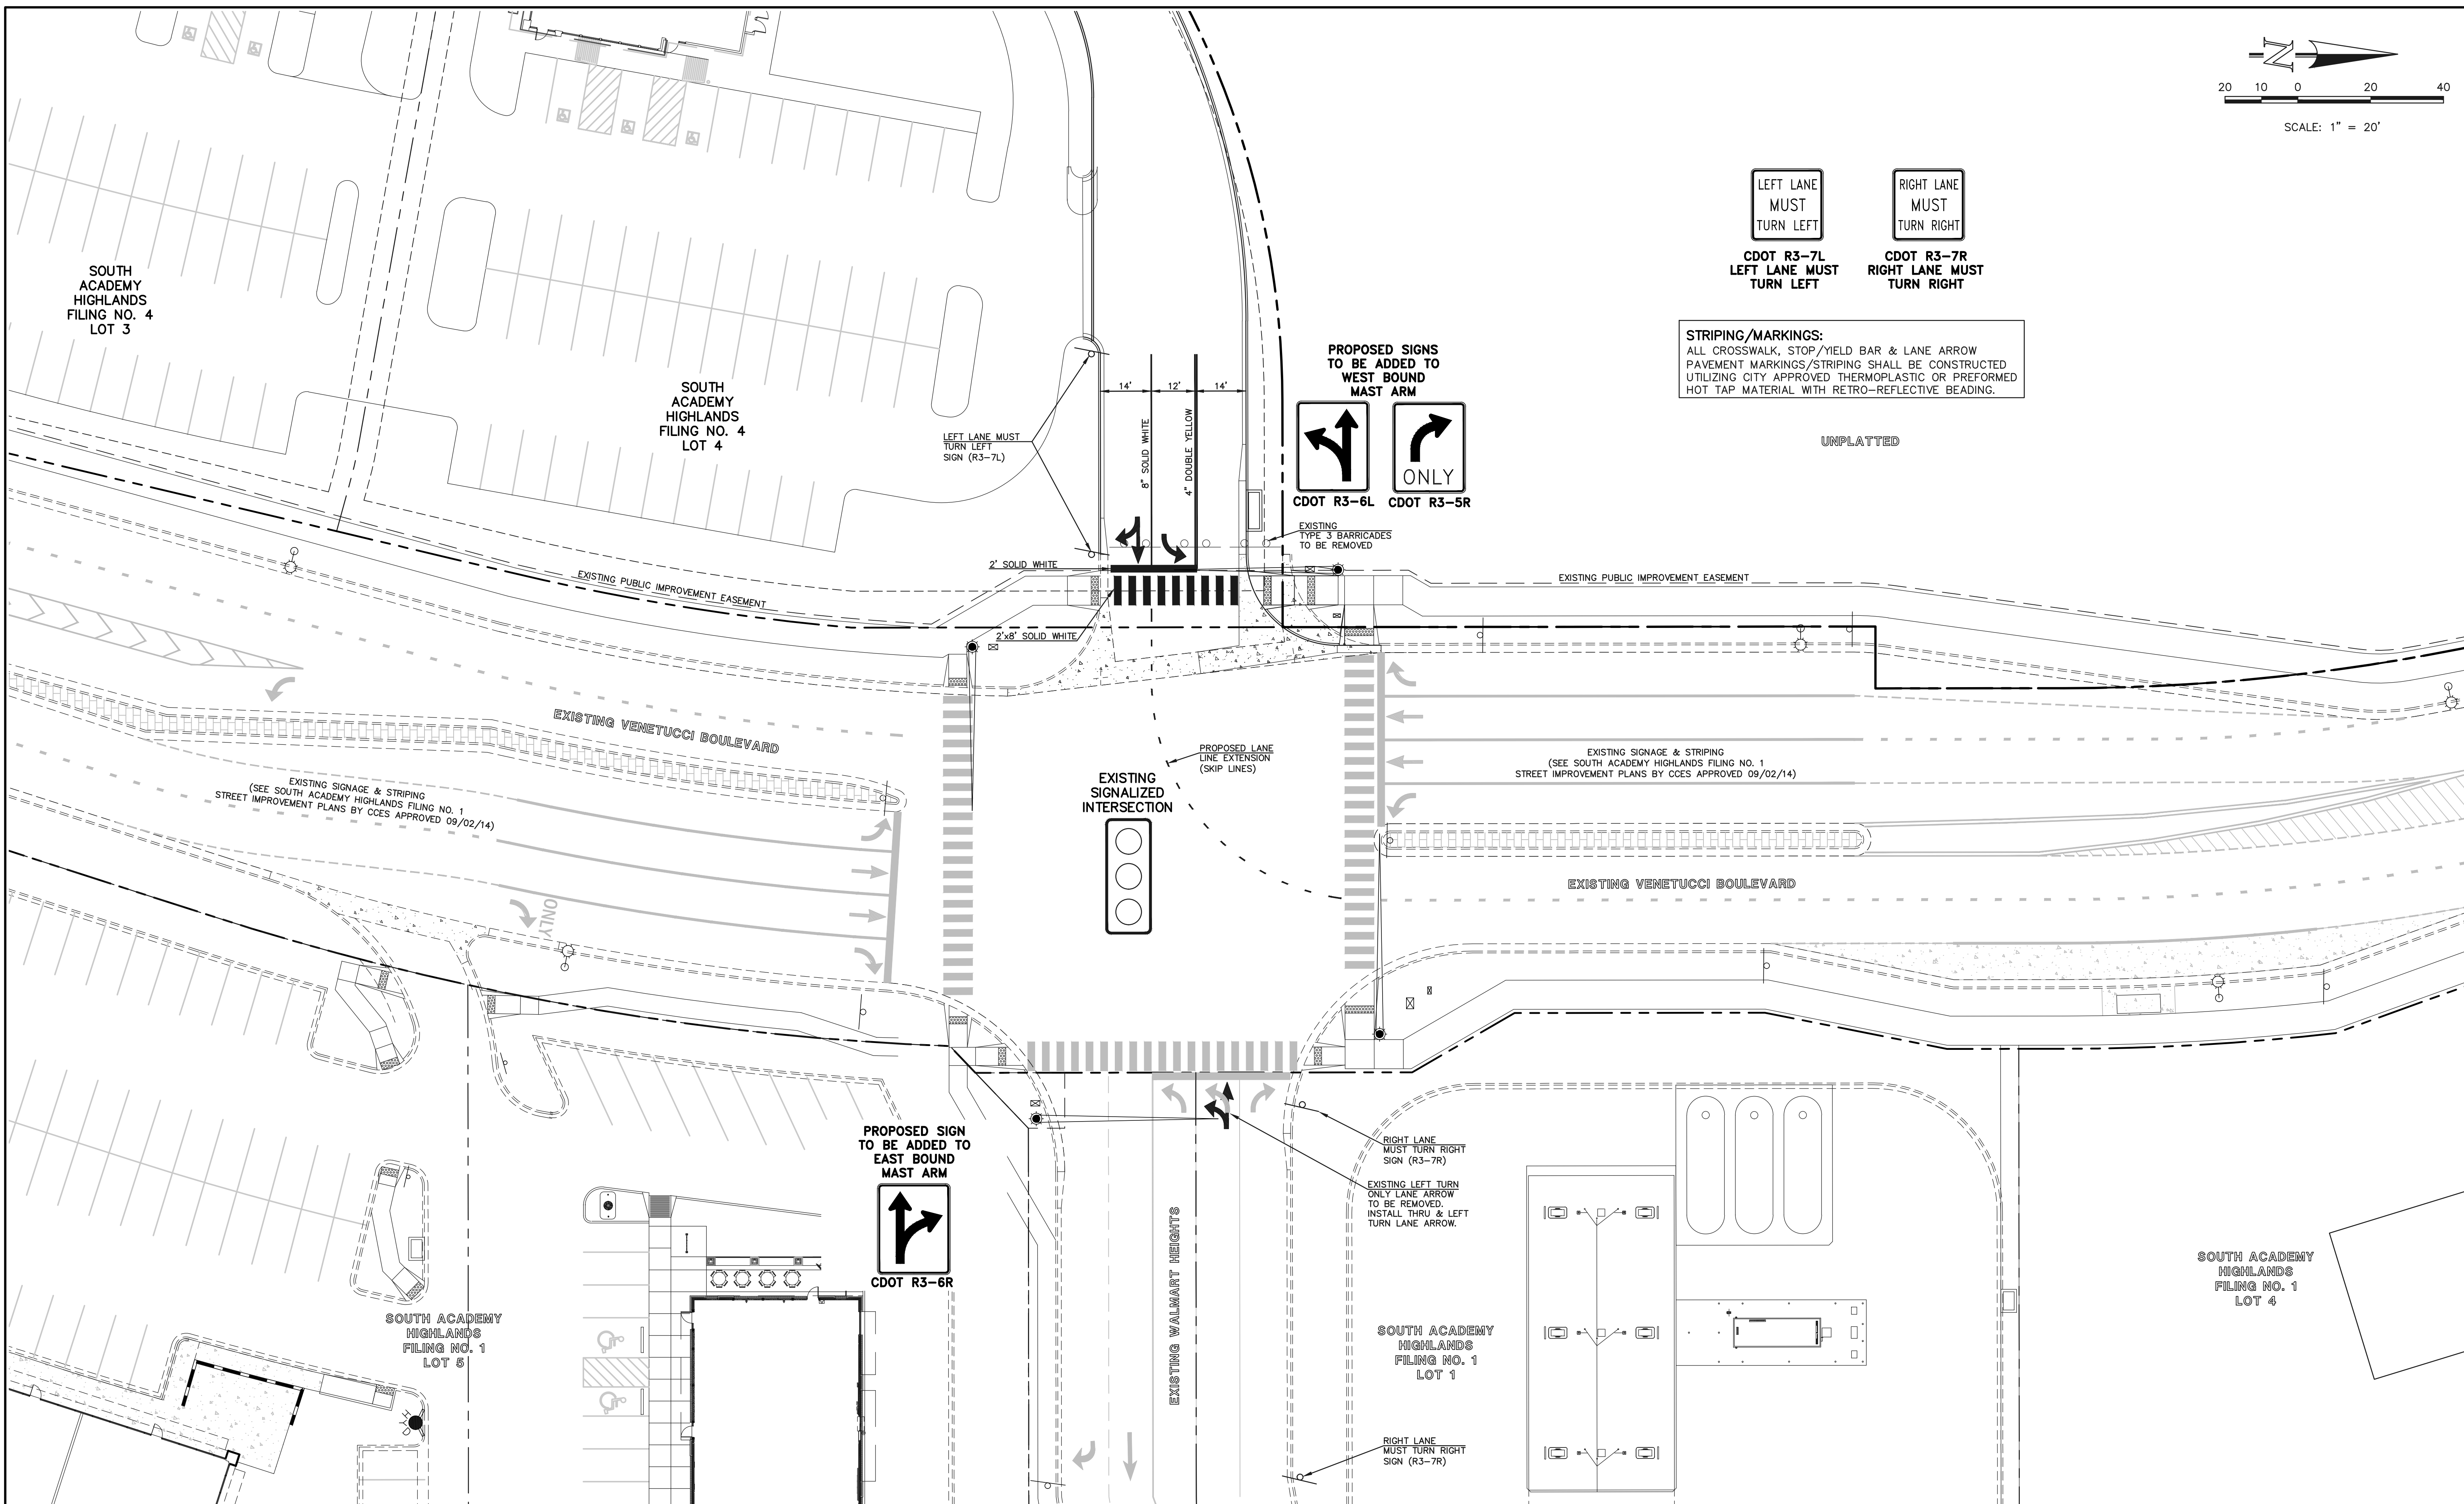 N
20 10 0 20 40
SCALE: 1" = 20'
LEFT LANE
MUST
TURN LEFT
CDOT R3-7L
LEFT LANE MUST
TURN LEFT
RIGHT LANE
MUST
TURN RIGHT
CDOT R3-7R
RIGHT LANE MUST
TURN RIGHT
STRIPING/MARKINGS:
ALL CROSSWALK, STOP/YIELD BAR & LANE ARROW
PAVEMENT MARKINGS/STRIPING SHALL BE CONSTRUCTED
UTILIZING CITY APPROVED THERMOPLASTIC OR PREFORMED
HOT TAP MATERIAL WITH RETRO-REFLECTIVE BEADING.
UNPLATTED
SOUTH
ACADEMY
HIGHLANDS
FILING NO. 4
LOT 3
SOUTH
ACADEMY
HIGHLANDS
FILING NO. 4
LOT 4
PROPOSED SIGNS
TO BE ADDED TO
WEST BOUND
MAST ARM
ONLY
CDOT R3-6L
CDOT R3-5R
14' 12' 14'
8" SOLID WHITE
4" DOUBLE YELLOW
LEFT LANE MUST
TURN LEFT
SIGN (R3-7L)
EXISTING
TYPE 3 BARRICADES
TO BE REMOVED
2' SOLID WHITE
2'x8' SOLID WHITE
EXISTING PUBLIC IMPROVEMENT EASEMENT
EXISTING PUBLIC IMPROVEMENT EASEMENT
EXISTING VENETUCCI BOULEVARD
EXISTING SIGNAGE & STRIPING
(SEE SOUTH ACADEMY HIGHLANDS FILING NO. 1
STREET IMPROVEMENT PLANS BY CCES APPROVED 09/02/14)
PROPOSED LANE
LINE EXTENSION
(SKIP LINES)
EXISTING
SIGNALIZED
INTERSECTION
EXISTING SIGNAGE & STRIPING
(SEE SOUTH ACADEMY HIGHLANDS FILING NO. 1
STREET IMPROVEMENT PLANS BY CCES APPROVED 09/02/14)
EXISTING VENETUCCI BOULEVARD
ONLY
PROPOSED SIGN
TO BE ADDED TO
EAST BOUND
MAST ARM
CDOT R3-6R
RIGHT LANE
MUST TURN RIGHT
SIGN (R3-7R)
EXISTING LEFT TURN
ONLY LANE ARROW
TO BE REMOVED.
INSTALL THRU & LEFT
TURN LANE ARROW.
EXISTING WALMART HEIGHTS
SOUTH ACADEMY
HIGHLANDS
FILING NO. 1
LOT 5
SOUTH ACADEMY
HIGHLANDS
FILING NO. 1
LOT 1
SOUTH ACADEMY
HIGHLANDS
FILING NO. 1
LOT 4
RIGHT LANE
MUST TURN RIGHT
SIGN (R3-7R)